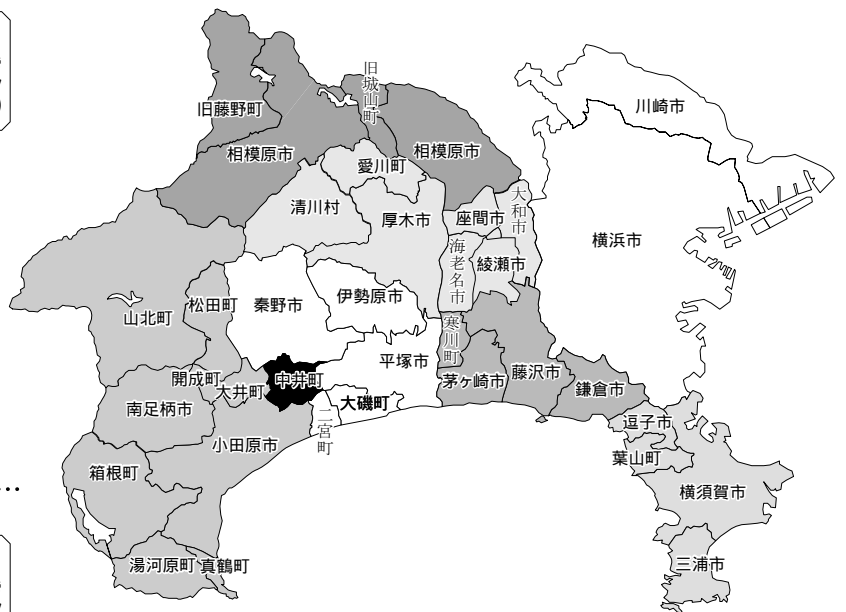 旧城山町
川崎市
旧藤野町
相模原市
相模原市
愛川町
清川村
厚木市
座間市
大和市
横浜市
海老名市
綾瀬市
伊勢原市
松田町
秦野市
山北町
寒川町
平塚市
開成町
大井町
中井町
茅ヶ崎市
藤沢市
鎌倉市
南足柄市
大磯町
二宮町
逗子市
小田原市
葉山町
箱根町
横須賀市
…
湯河原町
真鶴町
三浦市